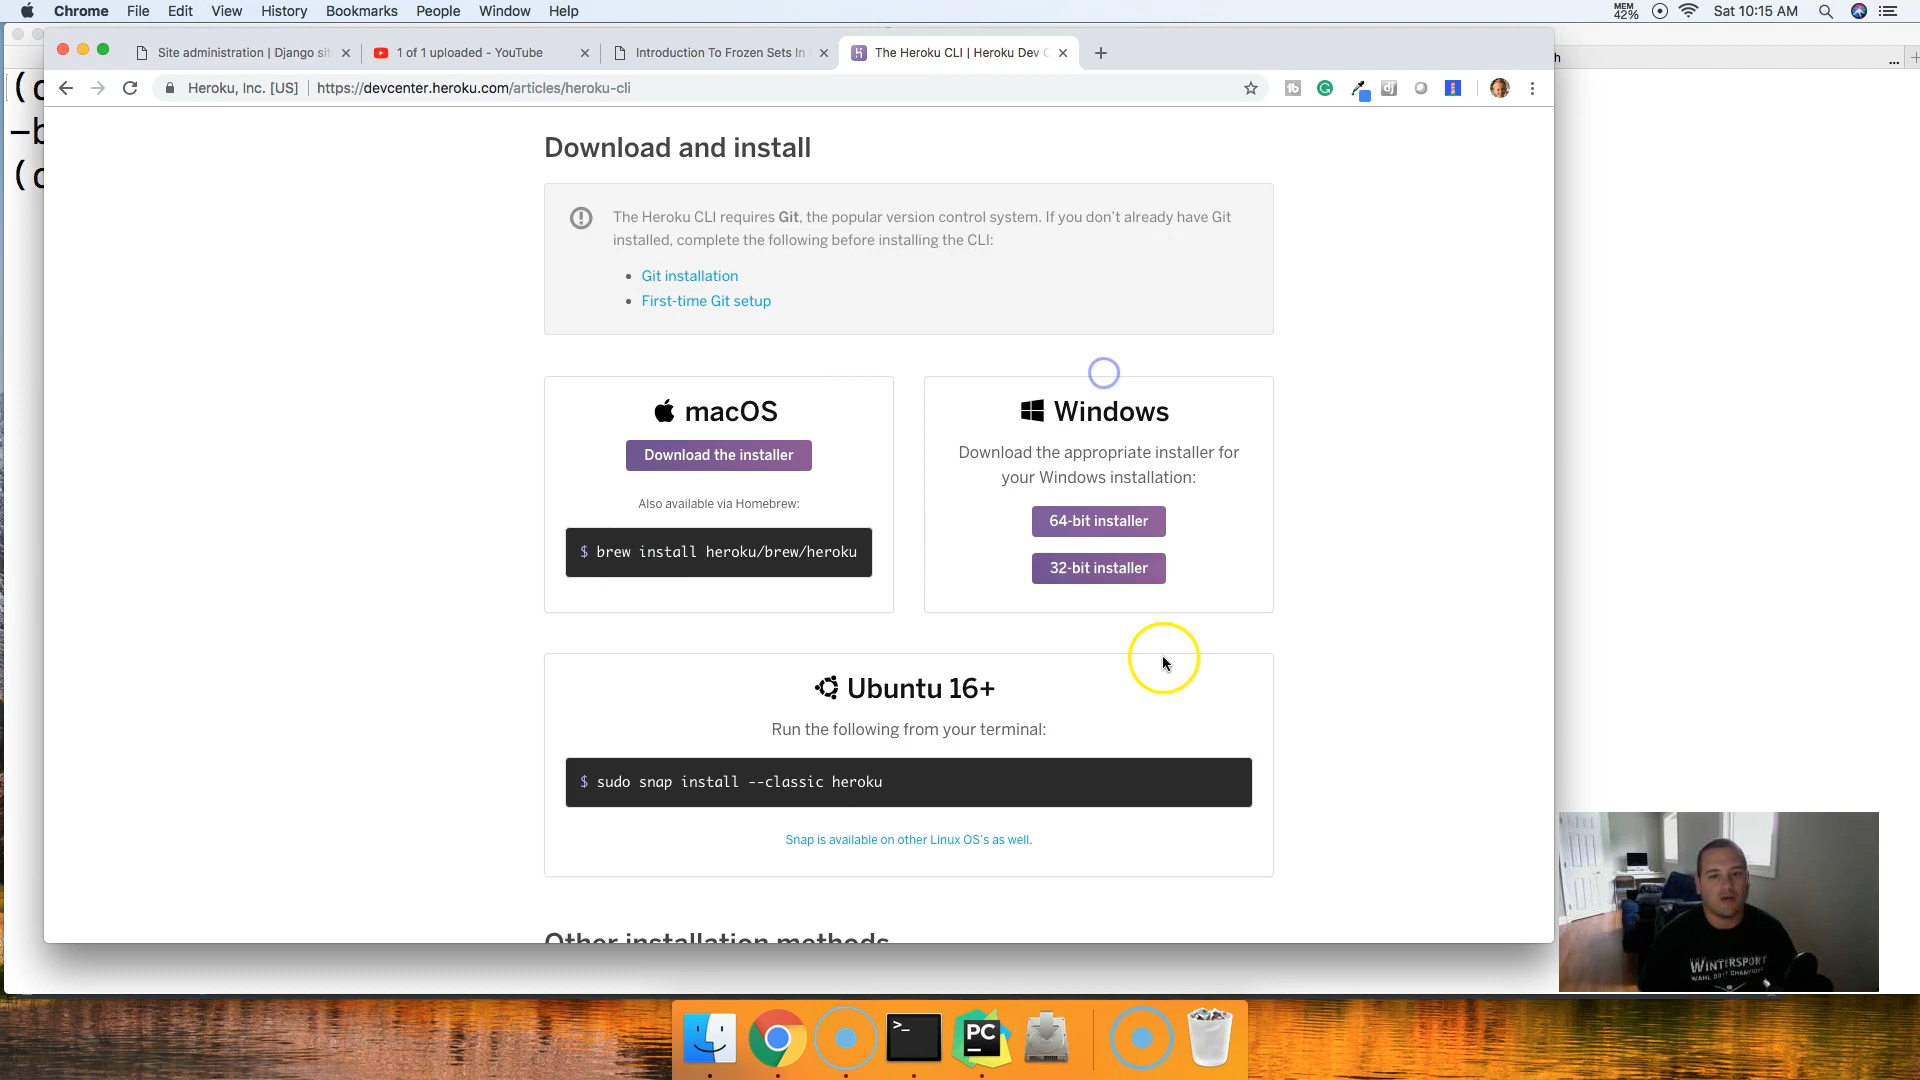 Chrome File Edit View History Bookmarks People Window Help
MEM
42%
Sat 10:15 AM
Site administration | Django sit
1 of 1 uploaded - YouTube
Introduction To Frozen Sets In
The Heroku CLI | Heroku Dev C
h
...
Heroku, Inc. [US] | https://devcenter.heroku.com/articles/heroku-cli
(c
-b
(c
Download and install
The Heroku CLI requires Git, the popular version control system. If you don't already have Git
installed, complete the following before installing the CLI:
• Git installation
• First-time Git setup
macOS
Download the installer
Also available via Homebrew:
$ brew install heroku/brew/heroku
Windows
Download the appropriate installer for
your Windows installation:
64-bit installer
32-bit installer
Ubuntu 16+
Run the following from your terminal:
$ sudo snap install --classic heroku
Snap is available on other Linux OS's as well.
Other installation methods
WINTERSPORT
PC